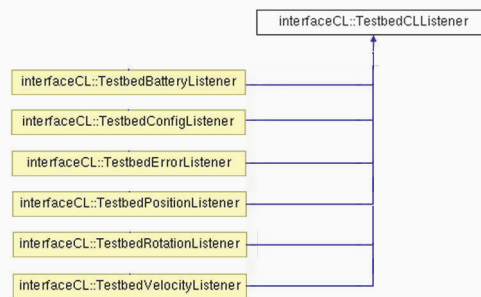 interfaceCL::TestbedCLListener
interfaceCL::TestbedBatteryListener
interfaceCL::TestbedConfigListener
interfaceCL::TestbedErrorListener
interfaceCL::TestbedPositionListener
interfaceCL::TestbedRotationListener
interfaceCL::TestbedVelocityListener